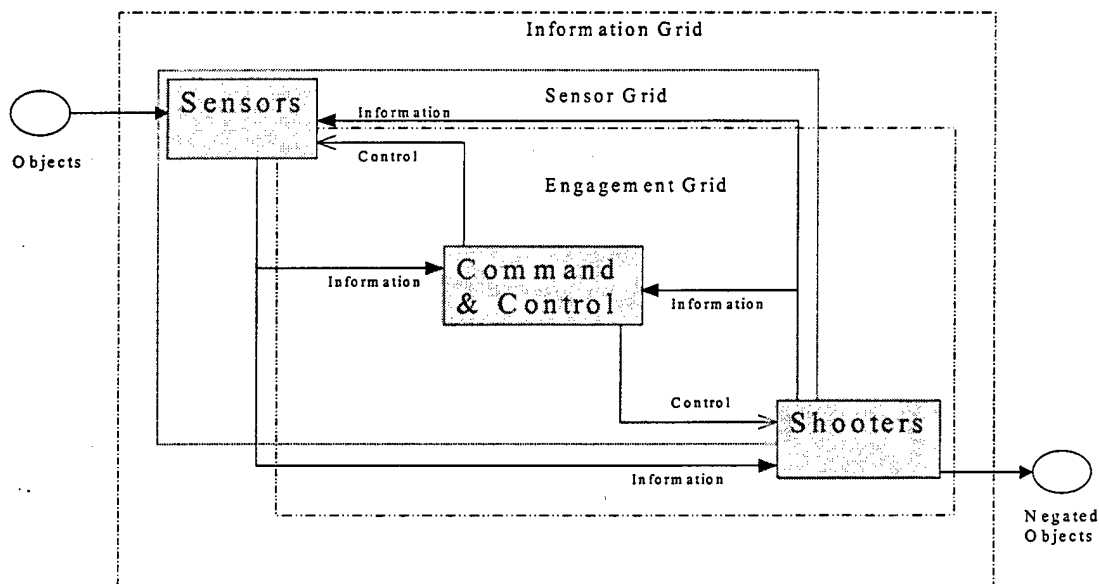 Information Grid
Sensors
Sensor Grid
Information
Objects
Control
Engagement Grid
Command
& Control
Information
Information
Control
Shooters
Information
Negated
Objects